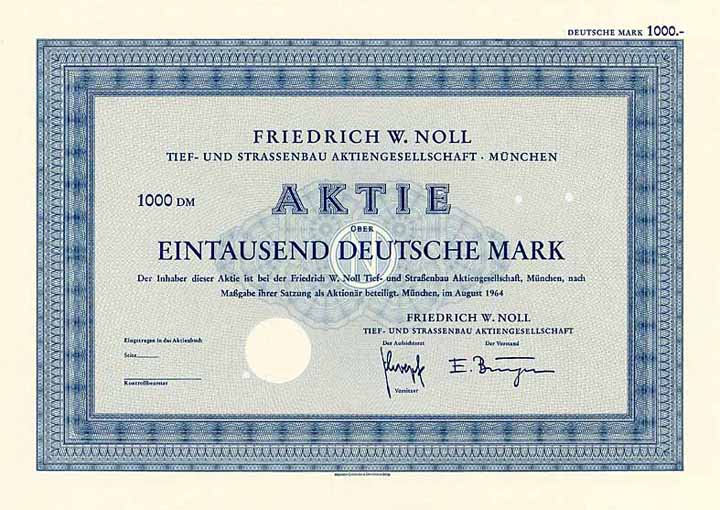 DEUTSCHE MARK 1000.-
FRIEDRICH W. NOLL
TIEF- UND STRASSENBAU AKTIENGESELLSCHAFT · MÜNCHEN
AKTIE
1000 DM
ÜBER
EINTAUSEND DEUTSCHE MARK
N
Der Inhaber dieser Aktie ist bei der Friedrich W. Noll Tief- und Straßenbau Aktiengesellschaft, München, nach
Maßgabe ihrer Satzung als Aktionär beteiligt. München, im August 1964
FRIEDRICH W. NOLL
TIEF- UND STRASSENBAU AKTIENGESELLSCHAFT
Der Aufsichtsrat Der Vorstand
Vorsitzer
Eingetragen in das Aktienbuch
Seite
Kontrollbeamter